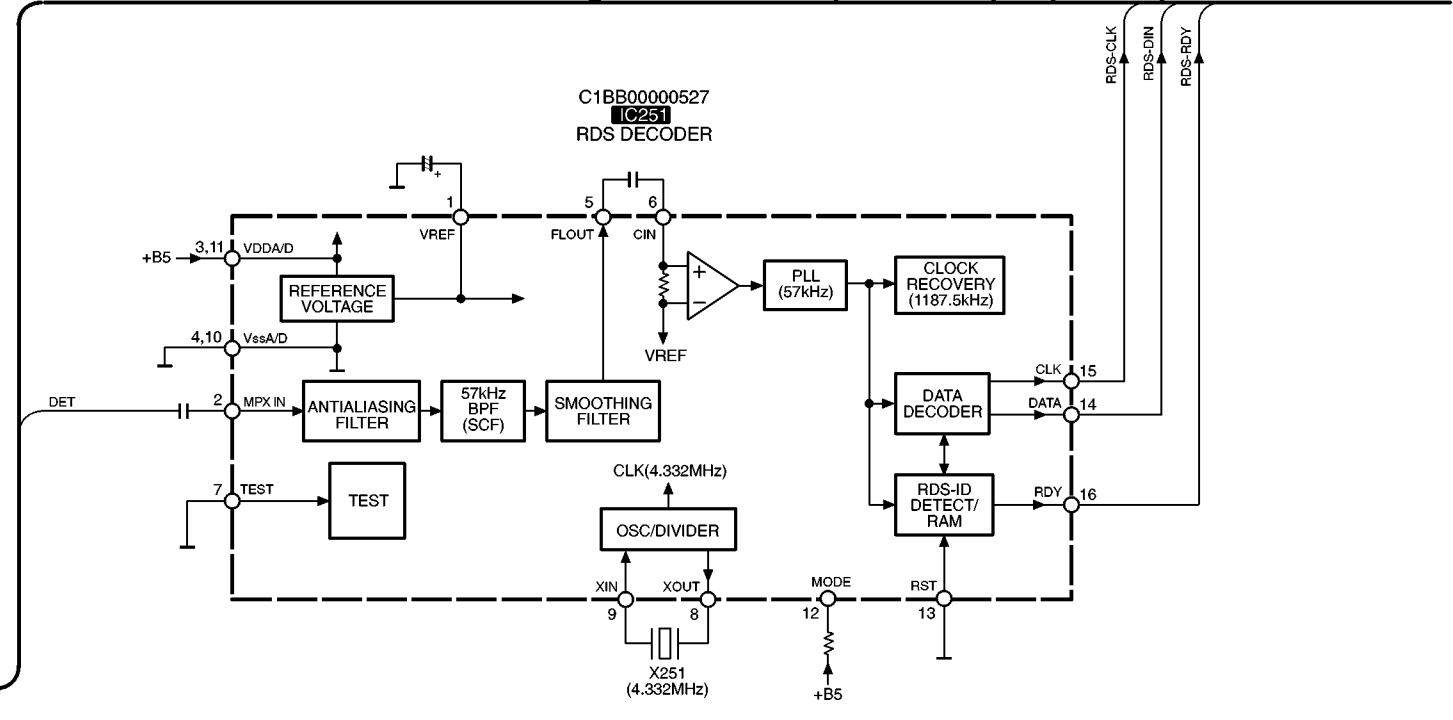 RDS-CLK
RDS-DIN
RDS-RDY
C1BB00000527
IC251
RDS DECODER
+
1
5
6
VREF
FLOUT
CIN
+B5
3,11
VDDA/D
REFERENCE
VOLTAGE
+
−
PLL
(57kHz)
CLOCK
RECOVERY
(1187.5kHz)
4,10
VssA/D
VREF
DET
2
MPX IN
ANTIALIASING
FILTER
57kHz
BPF
(SCF)
SMOOTHING
FILTER
DATA
DECODER
CLK
15
DATA
14
7
TEST
TEST
CLK(4.332MHz)
OSC/DIVIDER
RDS-ID
DETECT/
RAM
RDY
16
XIN
XOUT
MODE
RST
9
8
12
13
X251
(4.332MHz)
+B5